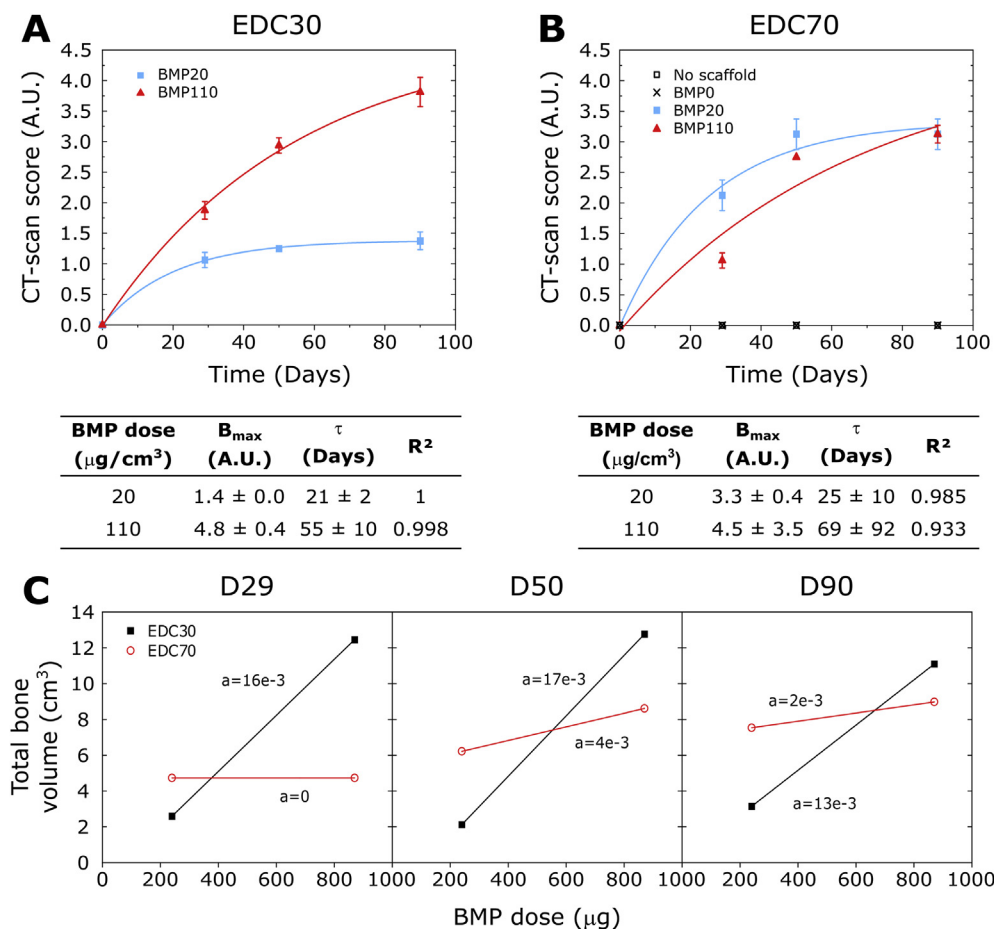 A EDC30
CT-scan score (A.U.)
4.5
4.0
3.5
3.0
2.5
2.0
1.5
1.0
0.5
0.0
BMP20
BMP110
0 20 40 60 80 100
Time (Days)
B EDC70
CT-scan score (A.U.)
4.5
4.0
3.5
3.0
2.5
2.0
1.5
1.0
0.5
0.0
No scaffold
BMP0
BMP20
BMP110
0 20 40 60 80 100
Time (Days)
BMP dose Bmax τ R²
(μg/cm³) (A.U.) (Days)
20 1.4 ± 0.0 21 ± 2 1
110 4.8 ± 0.4 55 ± 10 0.998
BMP dose Bmax τ R²
(μg/cm³) (A.U.) (Days)
20 3.3 ± 0.4 25 ± 10 0.985
110 4.5 ± 3.5 69 ± 92 0.933
C D29 D50 D90
Total bone
volume (cm³)
14
12
10
8
6
4
2
0
EDC30
EDC70
a=16e-3
a=0
a=17e-3
a=4e-3
a=2e-3
a=13e-3
0 200 400 600 800 1000 200 400 600 800 1000 200 400 600 800 1000
BMP dose (μg)